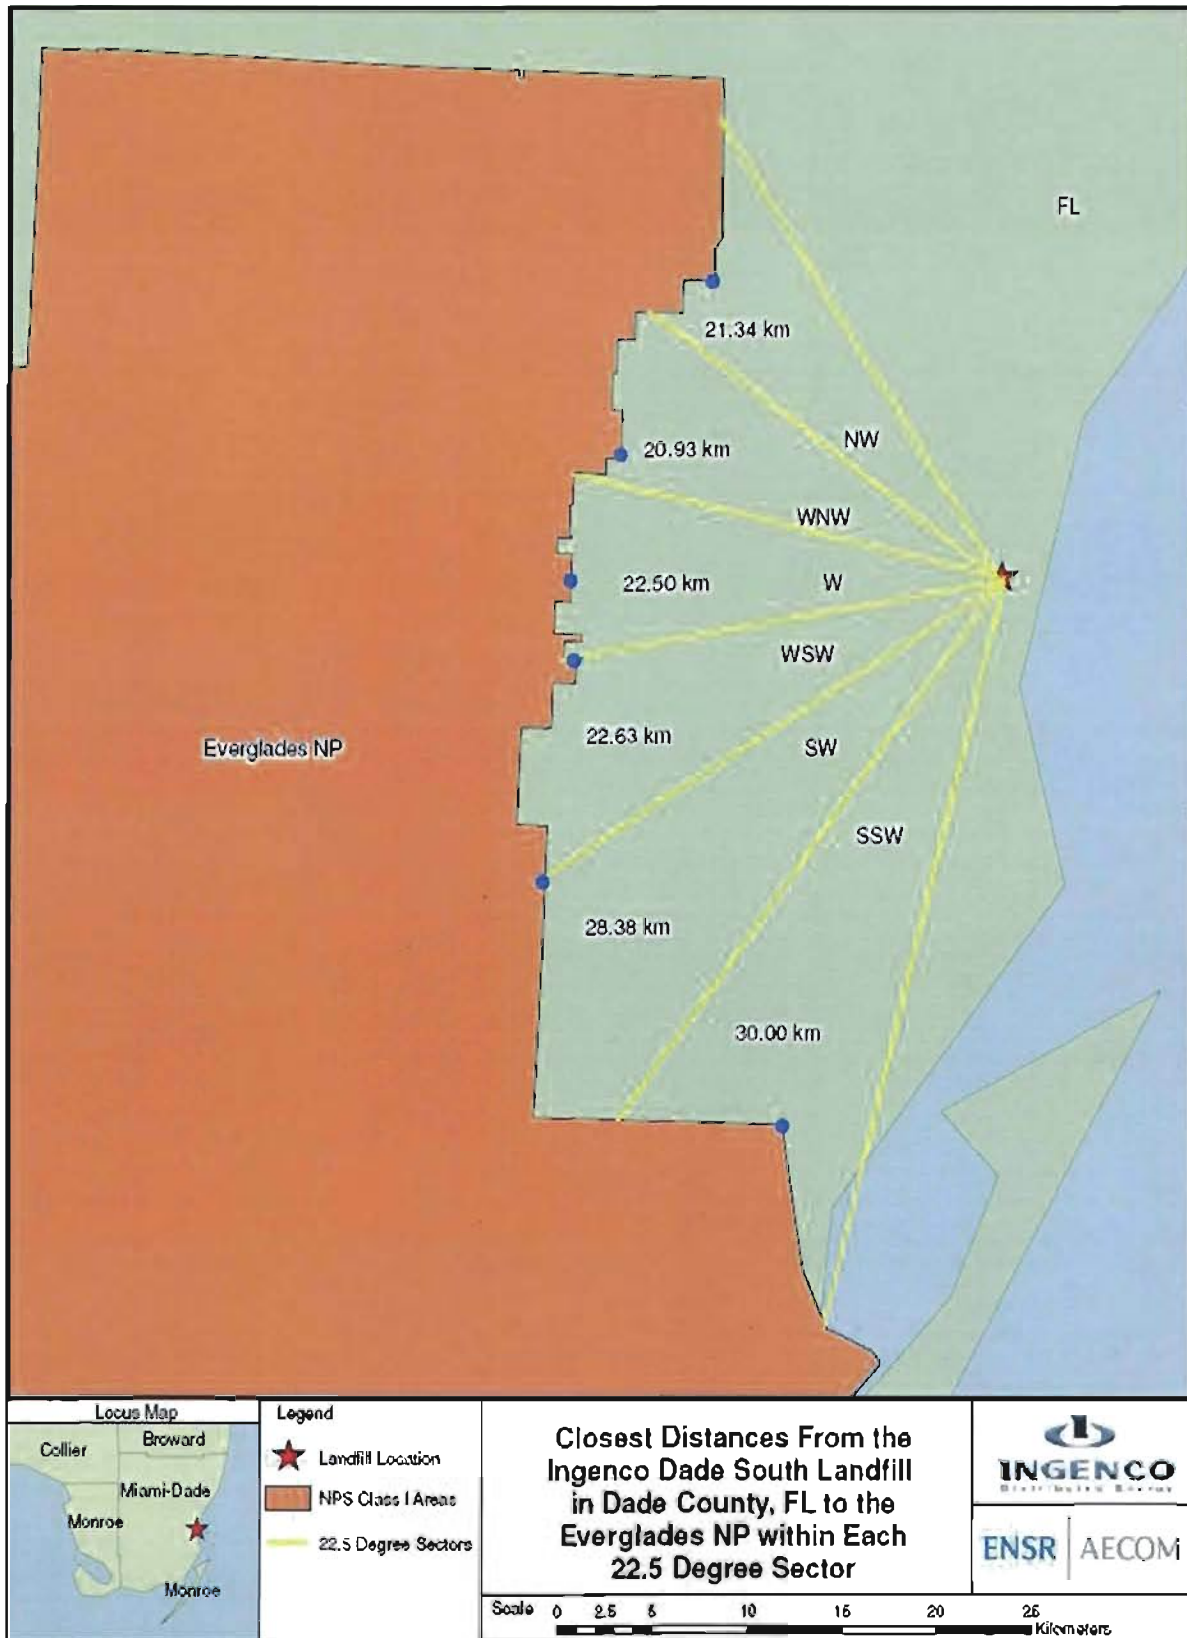 FL
21.34 km
NW
20.93 km
WNW
22.50 km
W
WSW
22.63 km
Everglades NP
SW
SSW
28.38 km
30.00 km
Locus Map
Collier
Broward
Miami-Dade
Monroe
Monroe
Legend
Landfill Location
NPS Class I Areas
22.5 Degree Sectors
Closest Distances From the
Ingenco Dade South Landfill
in Dade County, FL to the
Everglades NP within Each
22.5 Degree Sector
INGENCO
Distributed Energy
ENSR AECOM
Scale 0 2.5 5 10 15 20 25
Kilometers